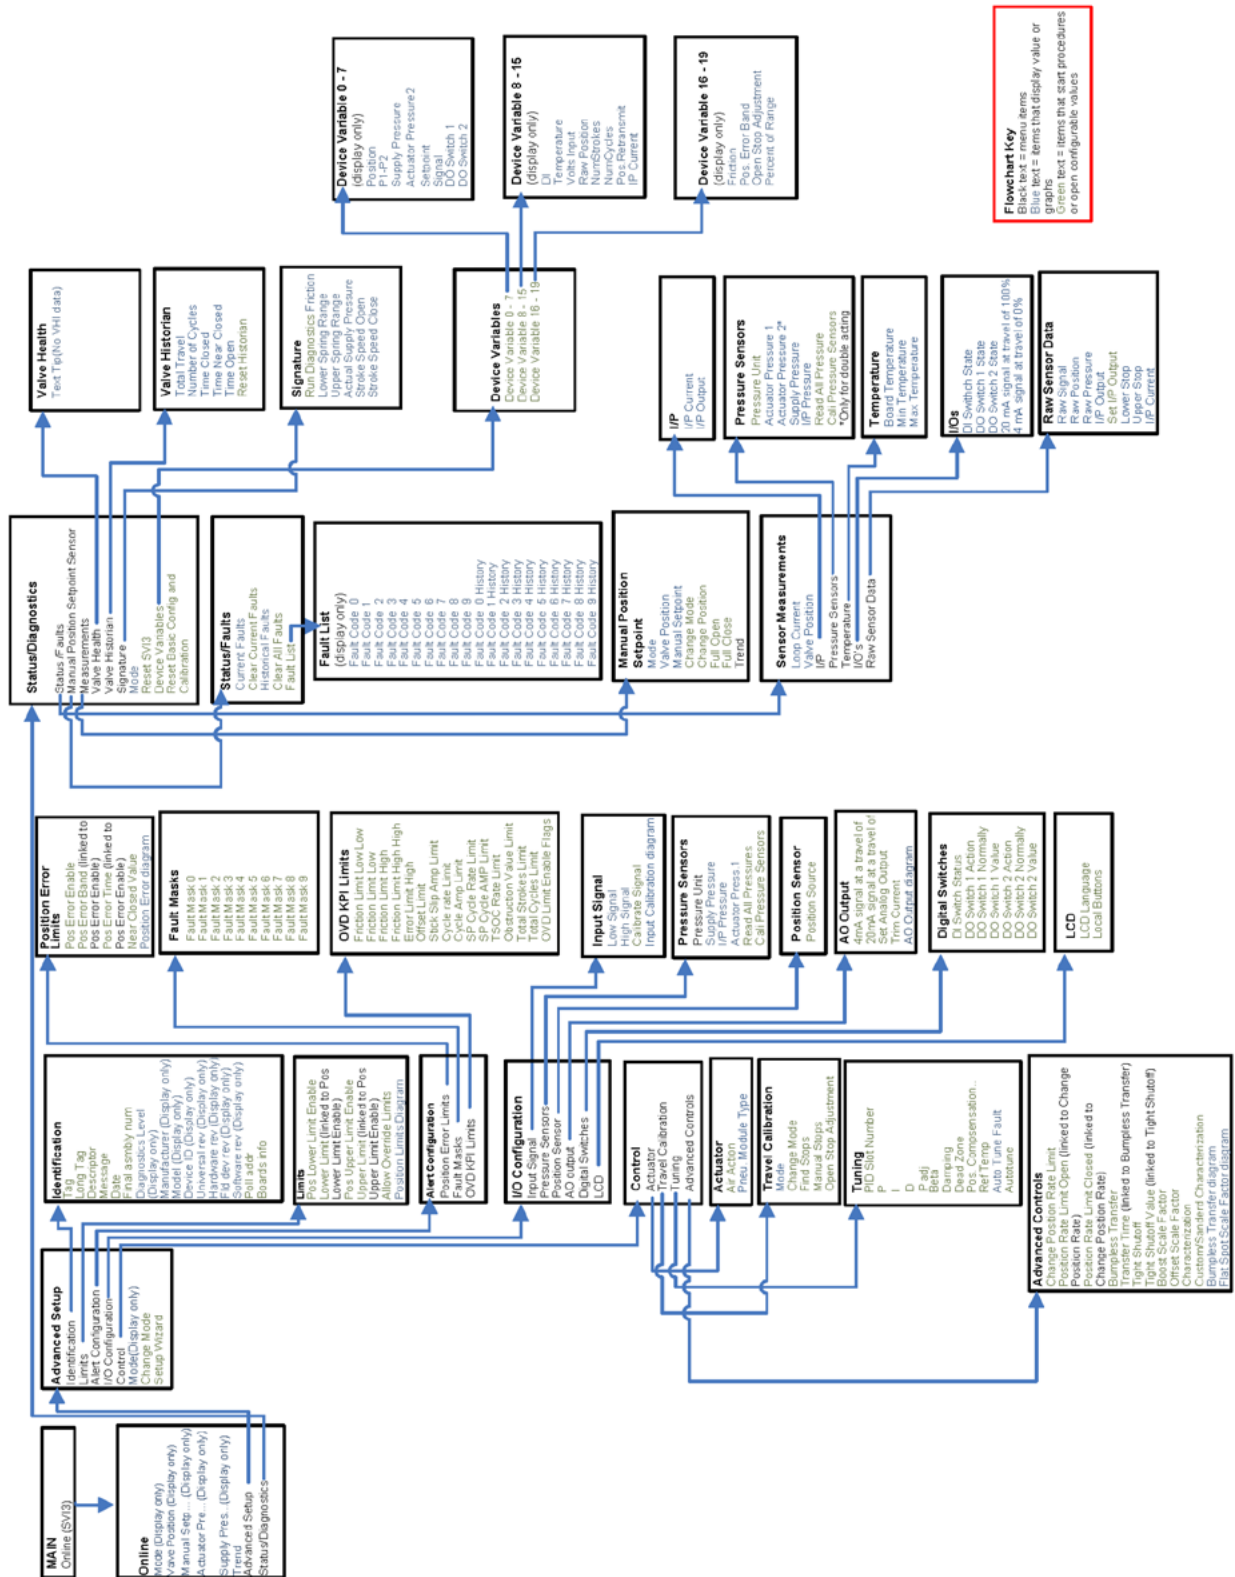 MAIN
Online (SVI3)
Online
Mode (Display only)
Valve Position (Display only)
Manual Setp... (Display only)
Actuator Pre... (Display only)
Supply Pres...(Display only)
Trend
Advanced Setup
Status/Diagnostics
Advanced Setup
Identification
Limits
Alert Configuration
I/O Configuration
Control
Mode(Display only)
Change Mode
Setup Wizard
Identification
Tag
Long Tag
Descriptor
Message
Date
Final asmbly num
Diagnostics Level
(Display only)
Manufacturer (Display only)
Model (Display only)
Device ID (Display only)
Universal rev (Display only)
Hardware rev (Display only)
Fld dev rev (Display only)
Software rev (Display only)
Poll addr
Boards info
Limits
Pos Lower Limit Enable
Lower Limit (linked to Pos
Lower Limit Enable)
Pos Upper Limit Enable
Upper Limit (linked to Pos
Upper Limit Enable)
Allow Override Limits
Position Limits Diagram
Alert Configuration
Position Error Limits
Fault Masks
OVD KPI Limits
I/O Configuration
Input Signal
Pressure Sensors
Position Sensor
AO output
Digital Switches
LCD
Control
Actuator
Travel Calibration
Tuning
Advanced Controls
Actuator
Air Action
Pneu. Module Type
Travel Calibration
Mode
Change Mode
Find Stops
Manual Stops
Open Stop Adjustment
Tuning
PID Slot Number
P
I
D
P adj
Beta
Damping
Dead Zone
Pos. Compensation..
Ref Temp
Auto Tune Fault
Autotune
Advanced Controls
Change Position Rate Limit
Position Rate Limit Open (linked to Change
Position Rate)
Position Rate Limit Closed (linked to
Change Position Rate)
Bumpless Transfer
Transfer Time (linked to Bumpless Transfer)
Tight Shutoff
Tight Shutoff Value (linked to Tight Shutoff)
Boost Scale Factor
Offset Scale Factor
Characterization
Custom/Sanderd Characterization
Bumpless Transfer diagram
Flat Spot Scale Factor diagram
Position Error
Limits
Pos Error Enable
Pos Error Band (linked to
Pos Error Enable)
Pos Error Time (linked to
Pos Error Enable)
Near Closed Value
Position Error diagram
Fault Masks
Fault Mask 0
Fault Mask 1
Fault Mask 2
Fault Mask 3
Fault Mask 4
Fault Mask 5
Fault Mask 6
Fault Mask 7
Fault Mask 8
Fault Mask 9
OVD KPI Limits
Friction Limit Low Low
Friction Limit Low
Friction Limit High
Friction Limit High High
Error Limit High
Offset Limit
Stick Slap Amp Limit
Cycle rate Limit
Cycle Amp Limit
SP Cycle Rate Limit
SP Cycle AMP Limit
TSOC Rate Limit
Obstruction Value Limit
Total Strokes Limit
Total Cycles Limit
OVD Limit Enable Flags
Input Signal
Low Signal
High Signal
Calibrate Signal
Input Calibration diagram
Pressure Sensors
Pressure Unit
Supply Pressure
I/P Pressure
Actuator Press.1
Read All Pressures
Cali Pressure Sensors
Position Sensor
Position Source
AO Output
4mA signal at a travel of
20mA signal at a travel of
Set Analog Output
Trim Current
AO Output diagram
Digital Switches
DI Switch Status
DO Switch 1 Action
DO Switch 1 Normally
DO Switch 1 Value
DO Switch 2 Action
DO Switch 2 Normally
DO Switch 2 Value
LCD
LCD Language
Local Buttons
Status/Diagnostics
Status /Faults
Manual Position Setpoint Sensor
Measurements
Valve Health
Valve Historian
Signature
Mode
Reset SVI3
Device Variables
Reset Basic Config and
Calibration
Status/Faults
Current Faults
Clear Current Faults
Historical Faults
Clear All Faults
Fault List
Fault List
(display only)
Fault Code 0
Fault Code 1
Fault Code 2
Fault Code 3
Fault Code 4
Fault Code 5
Fault Code 6
Fault Code 7
Fault Code 8
Fault Code 9
Fault Code 0 History
Fault Code 1 History
Fault Code 2 History
Fault Code 3 History
Fault Code 4 History
Fault Code 5 History
Fault Code 6 History
Fault Code 7 History
Fault Code 8 History
Fault Code 9 History
Manual Position
Setpoint
Mode
Valve Position
Manual Setpoint
Change Mode
Change Position
Full Open
Full Close
Trend
Sensor Measurements
Loop Current
Valve Position
I/P
Pressure Sensors
Temperature
I/O's
Raw Sensor Data
Valve Health
Text Tip(No VHI data)
Valve Historian
Total Travel
Number of Cycles
Time Closed
Time Near Closed
Time Open
Reset Historian
Signature
Run Diagnostics Friction
Lower Spring Range
Upper Spring Range
Actual Supply Pressure
Stroke Speed Open
Stroke Speed Close
Device Variables
Device Variable 0 - 7
Device Variable 8 - 15
Device Variable 16 - 19
I/P
I/P Current
I/P Output
Pressure Sensors
Pressure Unit
Actuator Pressure 1
Actuator Pressure 2*
Supply Pressure
I/P Pressure
Read All Pressure
Cali Pressure Sensors
*Only for double acting
Temperature
Board Temperature
Min Temperature
Max Temperature
I/Os
DI Swithch State
DO Switch 1 State
DO Switch 2 State
20 mA signal at travel of 100%
4 mA signal at travel of 0%
Raw Sensor Data
Raw Signal
Raw Position
Raw Pressure
I/P Output
Set I/P Output
Lower Stop
Upper Stop
I/P Current
Device Variable 0 - 7
(display only)
Position
P1-P2
Supply Pressure
Actuator Pressure2
Setpoint
Signal
DO Switch 1
DO Switch 2
Device Variable 8 - 15
(display only)
DI
Temperature
Volts Input
Raw Position
NumStrokes
NumCycles
Pos Retransmit
I/P Current
Device Variable 16 - 19
(display only)
Friction
Pos. Error Band
Open Stop Adjustment
Percent of Range
Flowchart Key
Black text = menu items
Blue text = items that display value or
graphs
Green text = items that start procedures
or open configurable values